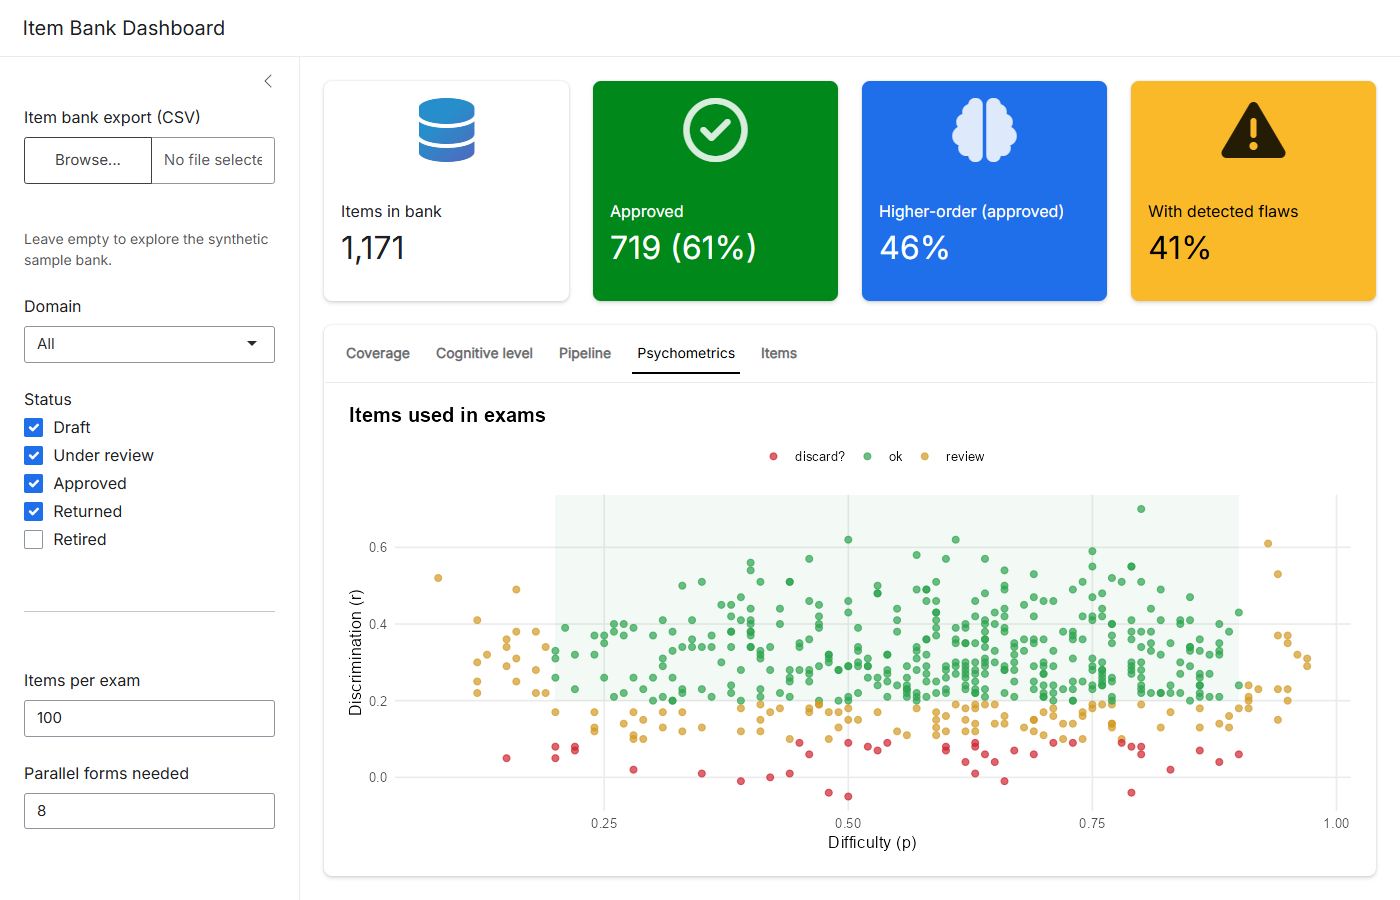 Item Bank Dashboard
Item bank export (CSV)
Browse...
No file selecte
Leave empty to explore the synthetic
sample bank.
Domain
All
Status
Draft
Under review
Approved
Returned
Retired
Items per exam
100
Parallel forms needed
8
Items in bank
1,171
Approved
719 (61%)
Higher-order (approved)
46%
With detected flaws
41%
Coverage Cognitive level Pipeline Psychometrics Items
Items used in exams
discard? ok review
Discrimination (r)
0.6
0.4
0.2
0.0
0.25 0.50 0.75 1.00
Difficulty (p)